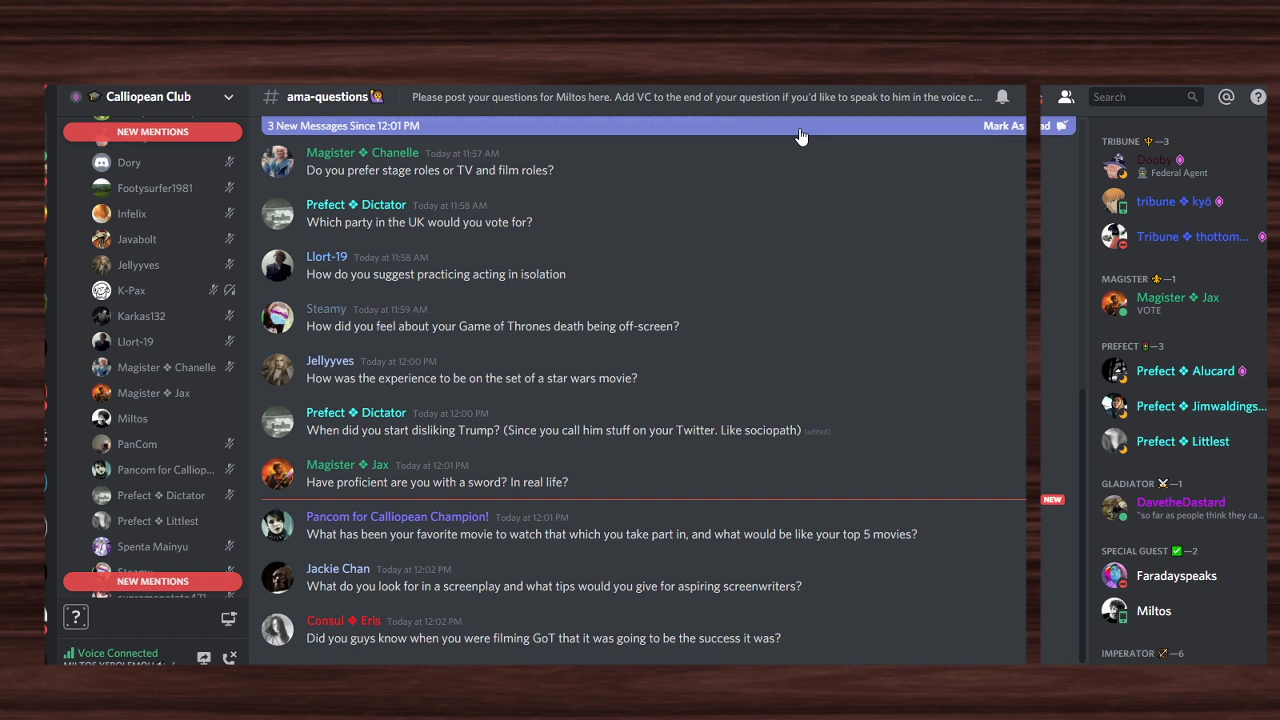 Calliopean Club
NEW MENTIONS
Dory
Footysurfer1981
Infelix
Javabolt
Jellyyves
K-Pax
Karkas132
Llort-19
Magister ❖ Chanelle
Magister ❖ Jax
Miltos
PanCom
Pancom for Calliop...
Prefect ❖ Dictator
Prefect ❖ Littlest
Spenta Mainyu
Steamy
NEW MENTIONS
?
Voice Connected
# ama-questions
Please post your questions for Miltos here. Add VC to the end of your question if you'd like to speak to him in the voice c...
3 New Messages Since 12:01 PM
Mark As
ad
Magister ❖ Chanelle Today at 11:57 AM
Do you prefer stage roles or TV and film roles?
Prefect ❖ Dictator Today at 11:58 AM
Which party in the UK would you vote for?
Llort-19 Today at 11:58 AM
How do you suggest practicing acting in isolation
Steamy Today at 11:59 AM
How did you feel about your Game of Thrones death being off-screen?
Jellyyves Today at 12:00 PM
How was the experience to be on the set of a star wars movie?
Prefect ❖ Dictator Today at 12:00 PM
When did you start disliking Trump? (Since you call him stuff on your Twitter. Like sociopath) (edited)
Magister ❖ Jax Today at 12:01 PM
Have proficient are you with a sword? In real life?
NEW
Pancom for Calliopean Champion! Today at 12:01 PM
What has been your favorite movie to watch that which you take part in, and what would be like your top 5 movies?
Jackie Chan Today at 12:02 PM
What do you look for in a screenplay and what tips would you give for aspiring screenwriters?
Consul ❖ Eris Today at 12:02 PM
Did you guys know when you were filming GoT that it was going to be the success it was?
Search
@
?
TRIBUNE —3
Dooby
Federal Agent
tribune ❖ kyō
Tribune ❖ thottom...
MAGISTER —1
Magister ❖ Jax
VOTE
PREFECT —3
Prefect ❖ Alucard
Prefect ❖ Jimwaldings...
Prefect ❖ Littlest
GLADIATOR —1
DavetheDastard
"so far as people think they ca...
SPECIAL GUEST —2
Faradayspeaks
Miltos
IMPERATOR —6